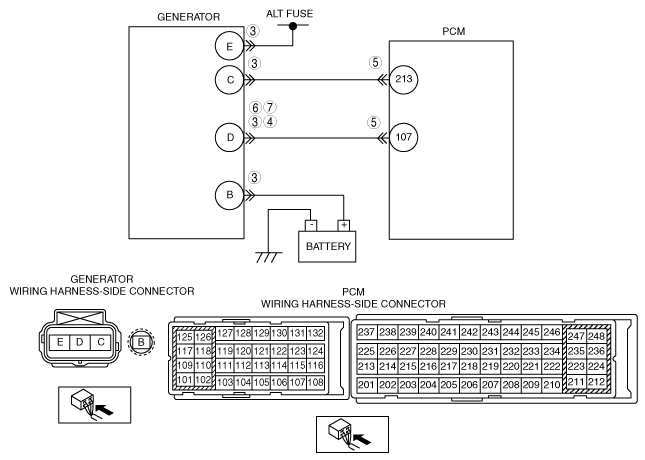 GENERATOR
ALT FUSE
PCM
E
3
C
3
5
213
6 7
3 4
D
5
107
B
3
- +
BATTERY
GENERATOR
WIRING HARNESS-SIDE CONNECTOR
E D C
B
PCM
WIRING HARNESS-SIDE CONNECTOR
125 126 127 128 129 130 131 132
117 118 119 120 121 122 123 124
109 110 111 112 113 114 115 116
101 102 103 104 105 106 107 108
237 238 239 240 241 242 243 244 245 246 247 248
225 226 227 228 229 230 231 232 233 234 235 236
213 214 215 216 217 218 219 220 221 222 223 224
201 202 203 204 205 206 207 208 209 210 211 212